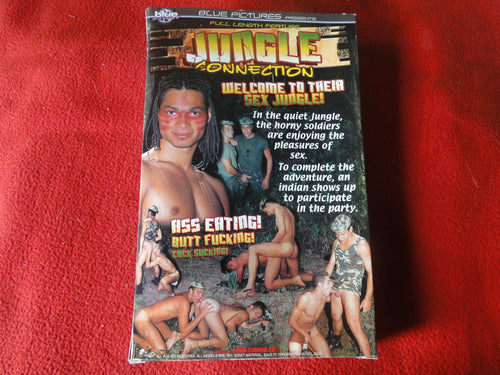 blue
BLUE PICTURES PRESENTS
FULL LENGTH FEATURE
JUNGLE
CONNECTION
WELCOME TO THEIR
SEX JUNGLE!
In the quiet Jungle,
the horny soldiers
are enjoying the
pleasures of
sex.
To complete the
adventure, an
indian shows up
to participate
in the party.
ASS EATING!
BUTT FUCKING!
COCK SUCKING!